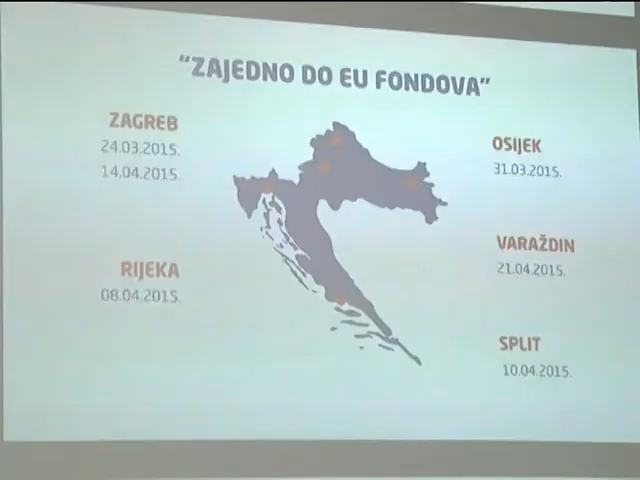 "ZAJEDNO DO EU FONDOVA"
ZAGREB
24.03.2015.
14.04.2015.
RIJEKA
08.04.2015.
OSIJEK
31.03.2015.
VARAŽDIN
21.04.2015.
SPLIT
10.04.2015.